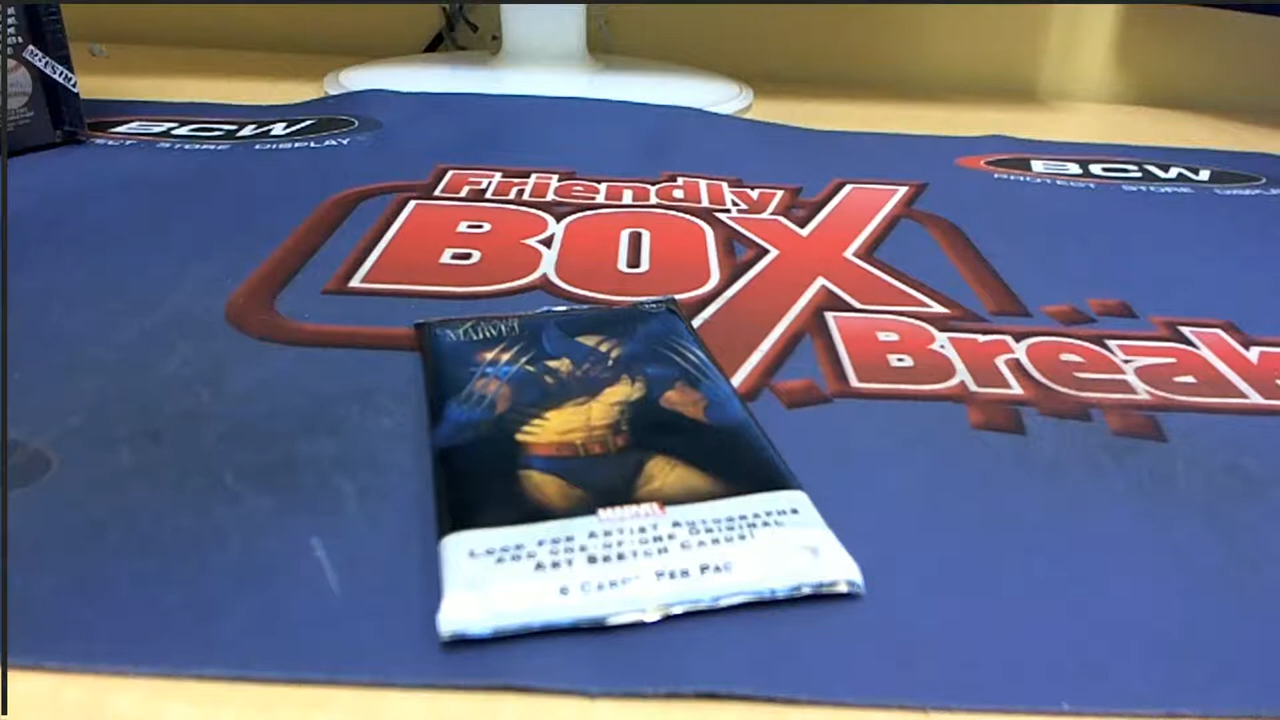 BCW
STORE DISPLAY
BCW
PROTECT STORE
Friendly
BOX
Break
MARVEL
MARVEL
LOOK FOR ARTIST AUTOGRAPHS
AND ONE-OF-ONE ORIGINAL
ART SKETCH CARDS!
CARDS PER PAC